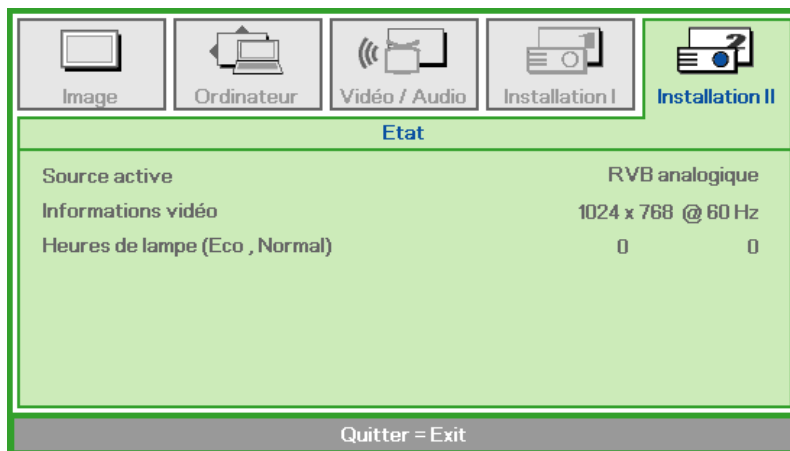 Image
Ordinateur
Vidéo / Audio
Installation I
Installation II
Etat
Source active RVB analogique
Informations vidéo 1024 x 768 @ 60 Hz
Heures de lampe (Eco , Normal) 0 0
Quitter = Exit